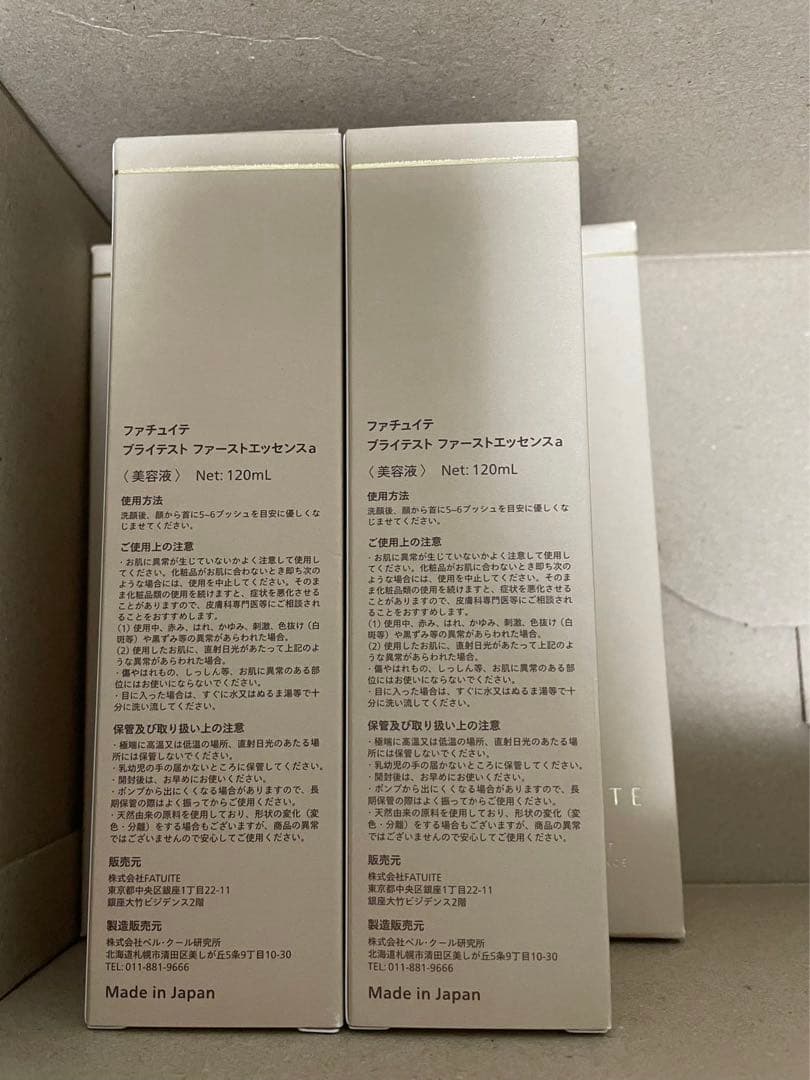 ファチュイテ
ブライテスト ファーストエッセンスa
〈美容液〉 Net: 120mL
使用方法
洗顔後、顔から首に5–6プッシュを目安に優しくな
じませてください。
ご使用上の注意
・お肌に異常が生じていないかよく注意して使用し
てください。化粧品がお肌に合わないとき即ち次の
ような場合には、使用を中止してください。そのま
ま化粧品類の使用を続けますと、症状を悪化させる
ことがありますので、皮膚科専門医等にご相談され
ることをおすすめします。
(1) 使用中、赤み、はれ、かゆみ、刺激、色抜け(白
斑等)や黒ずみ等の異常があらわれた場合。
(2) 使用したお肌に、直射日光があたって上記のよ
うな異常があらわれた場合。
・傷やはれもの、しっしん等、お肌に異常のある部
位にはお使いにならないでください。
・目に入った場合は、すぐに水又はぬるま湯等で十
分に洗い流してください。
保管及び取り扱い上の注意
・極端に高温又は低温の場所、直射日光のあたる場
所には保管しないでください。
・乳幼児の手の届かないところに保管してください。
・開封後は、お早めにお使いください。
・ポンプから出にくくなる場合がありますので、長
期保管の際はよく振ってからご使用ください。
・天然由来の原料を使用しており、形状の変化(変
色・分離)をする場合もございますが、商品の異常
ではございませんので安心してご使用ください。
販売元
株式会社FATUITE
東京都中央区銀座1丁目22-11
銀座大竹ビジデンス2階
製造販売元
株式会社ベル・クール研究所
北海道札幌市清田区美しが丘5条9丁目10-30
TEL: 011-881-9666
Made in Japan
ファチュイテ
ブライテスト ファーストエッセンスa
〈美容液〉 Net: 120mL
使用方法
洗顔後、顔から首に5–6プッシュを目安に優しくな
じませてください。
ご使用上の注意
・お肌に異常が生じていないかよく注意して使用し
てください。化粧品がお肌に合わないとき即ち次の
ような場合には、使用を中止してください。そのま
ま化粧品類の使用を続けますと、症状を悪化させる
ことがありますので、皮膚科専門医等にご相談され
ることをおすすめします。
(1) 使用中、赤み、はれ、かゆみ、刺激、色抜け(白
斑等)や黒ずみ等の異常があらわれた場合。
(2) 使用したお肌に、直射日光があたって上記のよ
うな異常があらわれた場合。
・傷やはれもの、しっしん等、お肌に異常のある部
位にはお使いにならないでください。
・目に入った場合は、すぐに水又はぬるま湯等で十
分に洗い流してください。
保管及び取り扱い上の注意
・極端に高温又は低温の場所、直射日光のあたる場
所には保管しないでください。
・乳幼児の手の届かないところに保管してください。
・開封後は、お早めにお使いください。
・ポンプから出にくくなる場合がありますので、長
期保管の際はよく振ってからご使用ください。
・天然由来の原料を使用しており、形状の変化(変
色・分離)をする場合もございますが、商品の異常
ではございませんので安心してご使用ください。
販売元
株式会社FATUITE
東京都中央区銀座1丁目22-11
銀座大竹ビジデンス2階
製造販売元
株式会社ベル・クール研究所
北海道札幌市清田区美しが丘5条9丁目10-30
TEL: 011-881-9666
Made in Japan
TE